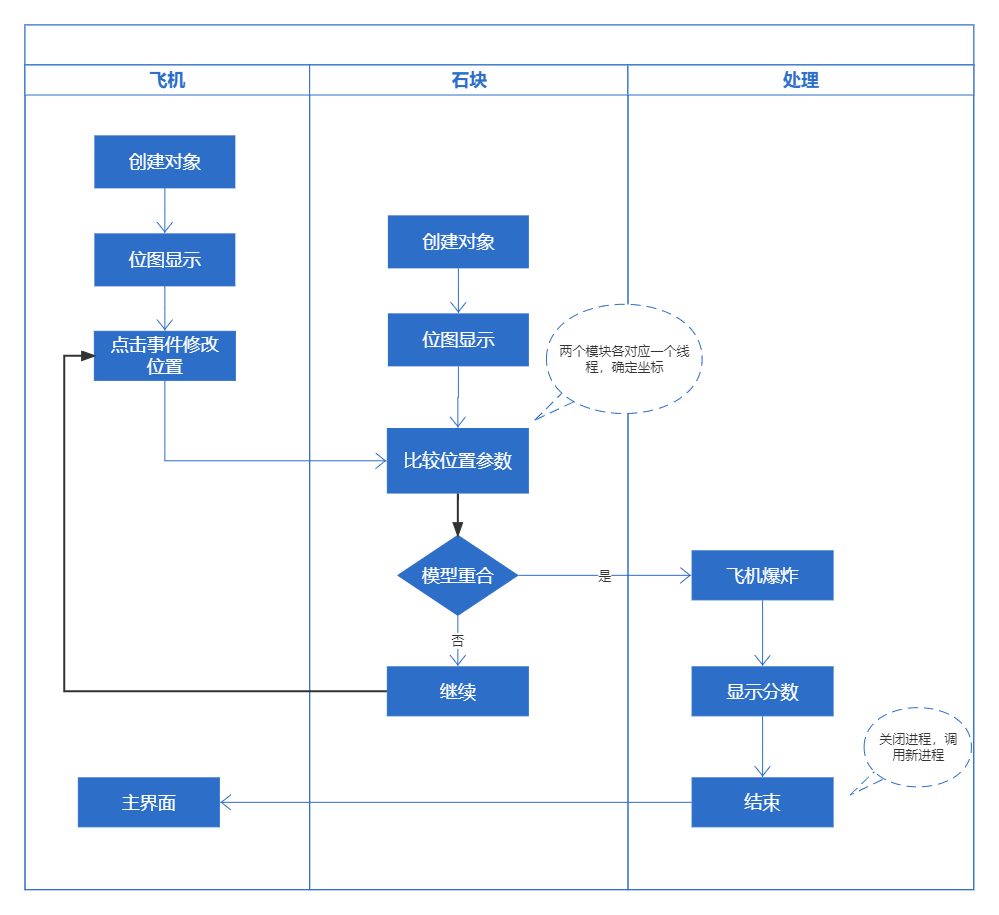 飞机
石块
处理
创建对象
位图显示
点击事件修改
位置
创建对象
位图显示
两个模块各对应一个线
程，确定坐标
比较位置参数
模型重合
是
飞机爆炸
否
继续
显示分数
关闭进程，调
用新进程
主界面
结束